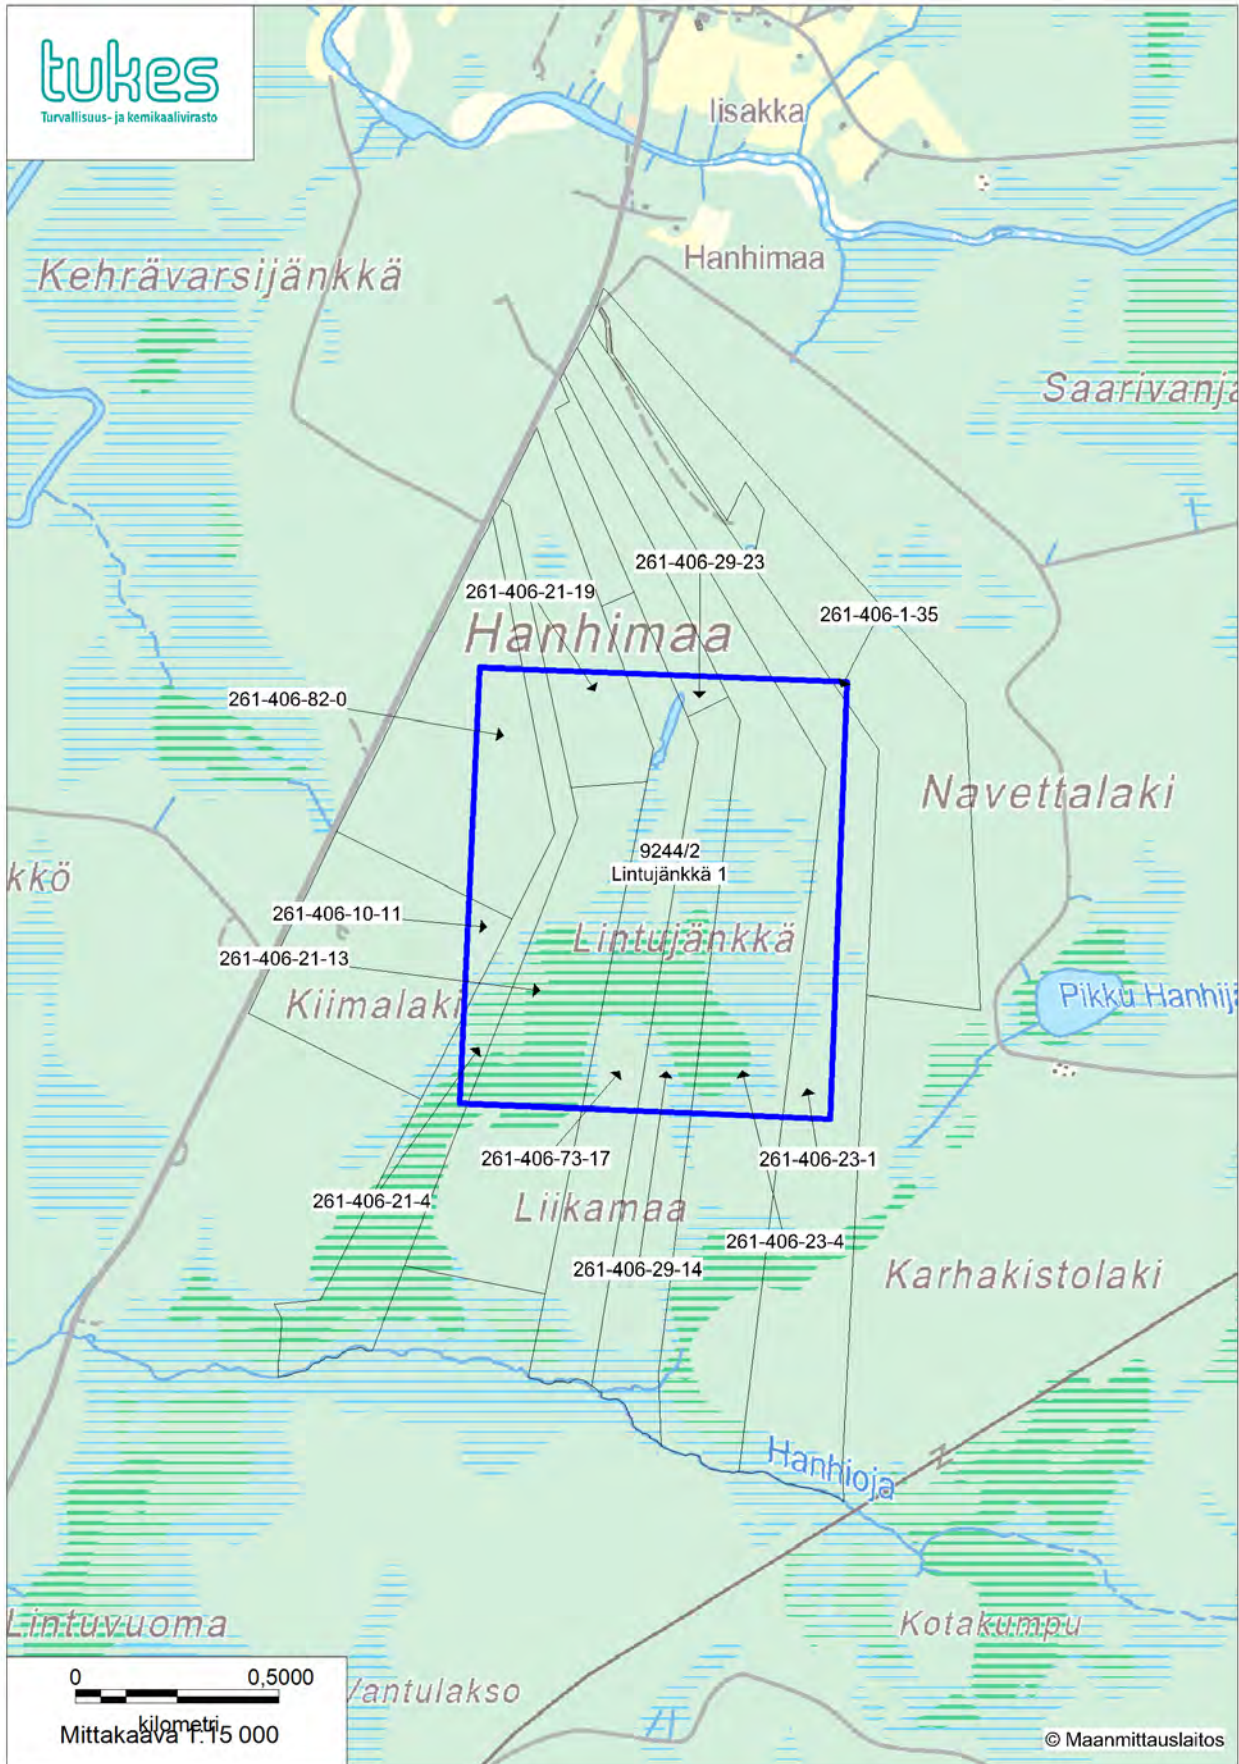 tukes
Turvallisuus- ja kemikaalivirasto
Iisakka
Hanhimaa
Kehrävarsijänkkä
Saarivanja
261-406-29-23
261-406-21-19
261-406-1-35
Hanhimaa
261-406-82-0
Navettalaki
9244/2
Lintujänkkä 1
kkö
261-406-10-11
Lintujänkkä
261-406-21-13
Kiimalaki
Pikku Hanhijä
261-406-73-17
261-406-23-1
261-406-21-4
Liikamaa
261-406-23-4
261-406-29-14
Karhakistolaki
Hanhioja
Lintuvuoma
Kotakumpu
Vantulakso
0 0,5000
kilometri
Mittakaava 1:15 000
© Maanmittauslaitos